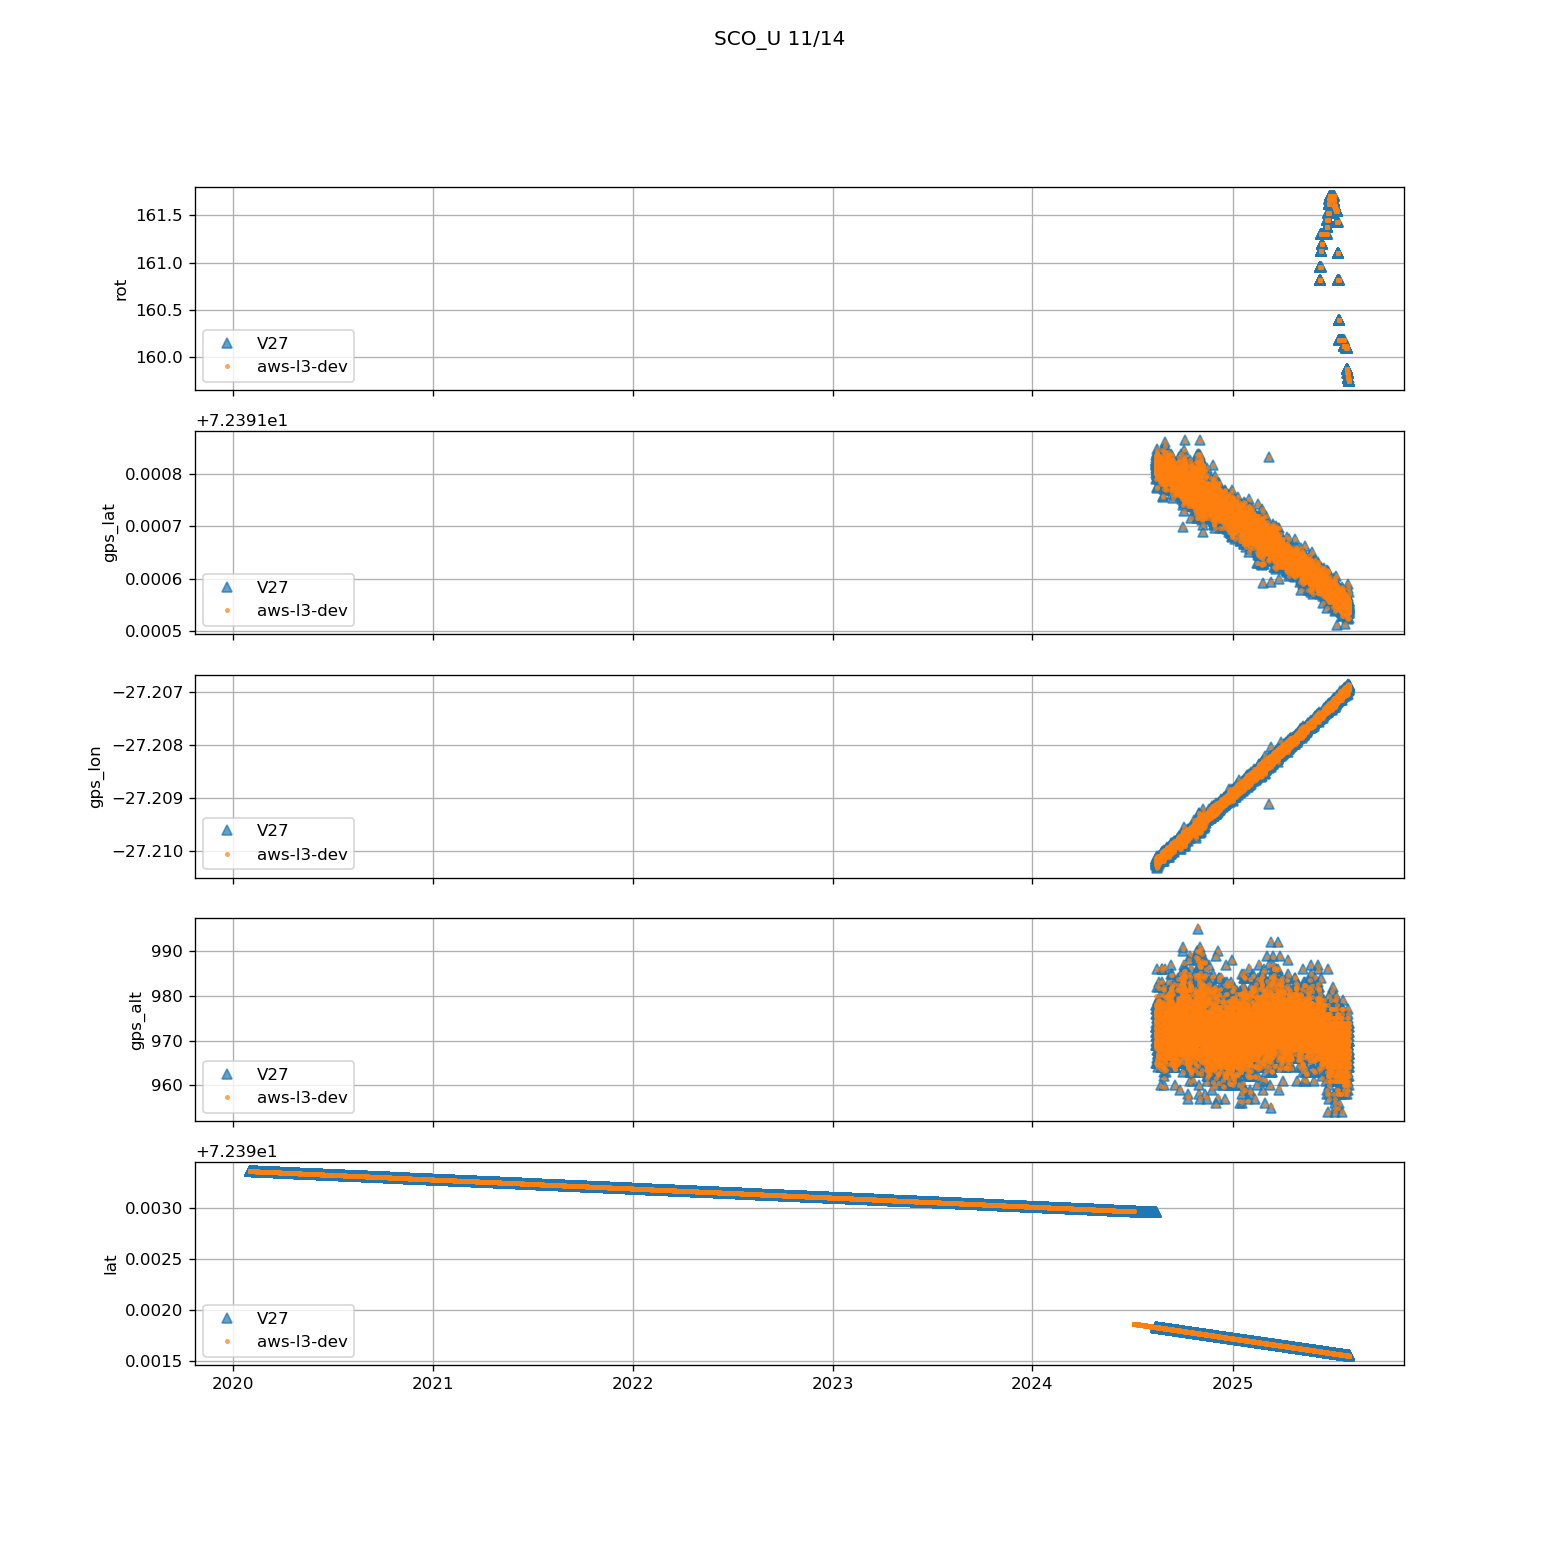 SCO_U 11/14
161.5
161.0
160.5
160.0
rot
V27
aws-l3-dev
+7.2391e1
0.0008
0.0007
0.0006
0.0005
gps_lat
V27
aws-l3-dev
−27.207
−27.208
−27.209
−27.210
gps_lon
V27
aws-l3-dev
990
980
970
960
gps_alt
V27
aws-l3-dev
+7.239e1
0.0030
0.0025
0.0020
0.0015
lat
V27
aws-l3-dev
2020 2021 2022 2023 2024 2025